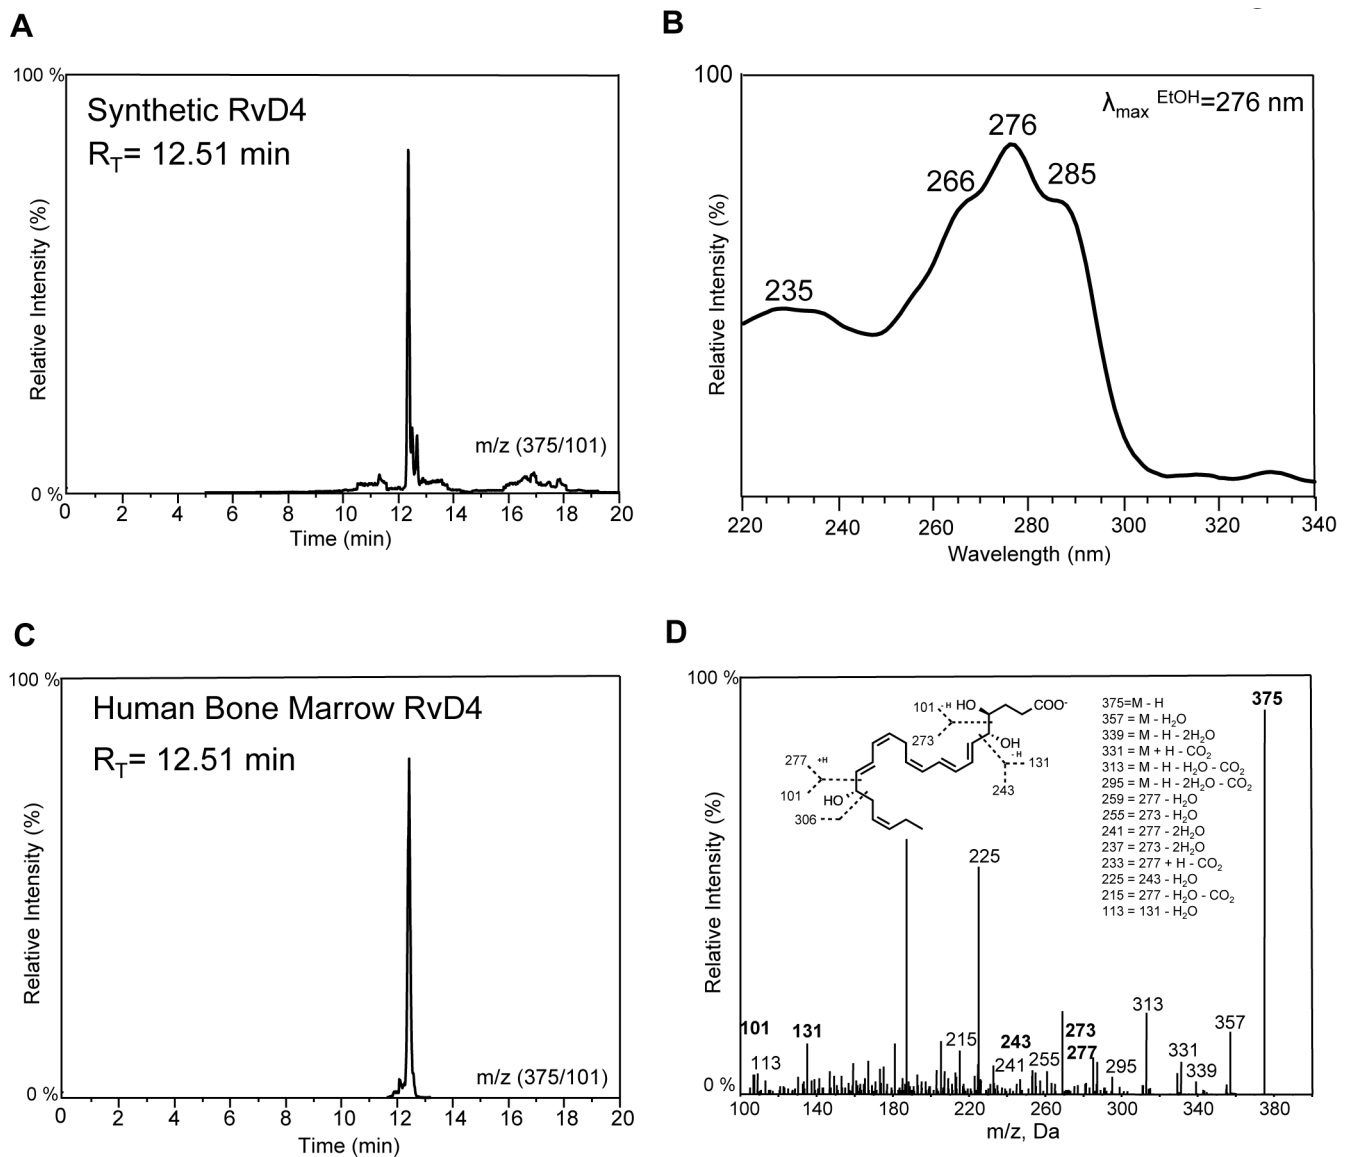 A
100 %
Synthetic RvD4
R_T= 12.51 min
m/z (375/101)
Relative Intensity (%)
0 %
0 2 4 6 8 10 12 14 16 18 20
Time (min)
B
100
λ_max ^EtOH=276 nm
276
266
285
235
Relative Intensity (%)
220 240 260 280 300 320 340
Wavelength (nm)
C
100 %
Human Bone Marrow RvD4
R_T= 12.51 min
m/z (375/101)
Relative Intensity (%)
0 %
0 2 4 6 8 10 12 14 16 18 20
Time (min)
D
100 %
Relative Intensity (%)
0 %
101 -H HO COO-
273
OH
-H
131
243
277 +H
101
HO
306
375=M - H
357 = M - H₂O
339 = M - H - 2H₂O
331 = M + H - CO₂
313 = M - H - H₂O - CO₂
295 = M - H - 2H₂O - CO₂
259 = 277 - H₂O
255 = 273 - H₂O
241 = 277 - 2H₂O
237 = 273 - 2H₂O
233 = 277 + H - CO₂
225 = 243 - H₂O
215 = 277 - H₂O - CO₂
113 = 131 - H₂O
375
225
101
113
131
215
243
241
255
273
277
295
313
331
339
357
100 140 180 220 260 300 340 380
m/z, Da